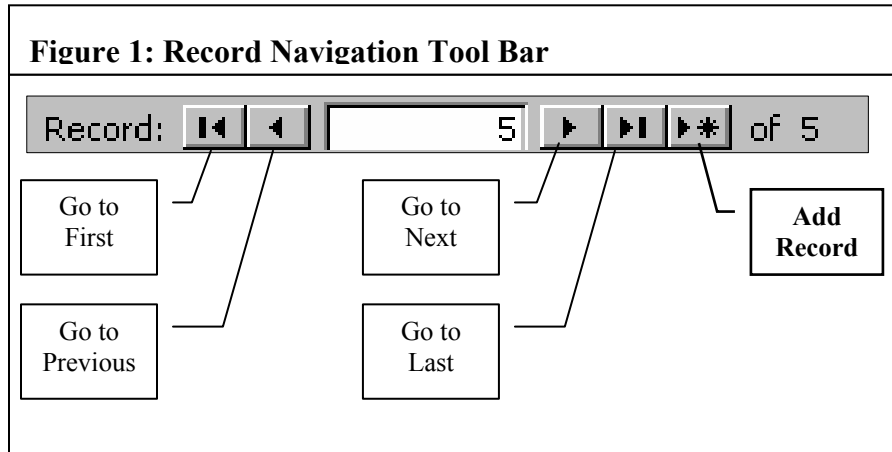 Figure 1: Record Navigation Tool Bar
Record: 5 of 5
Go to
First
Go to
Next
Add
Record
Go to
Previous
Go to
Last